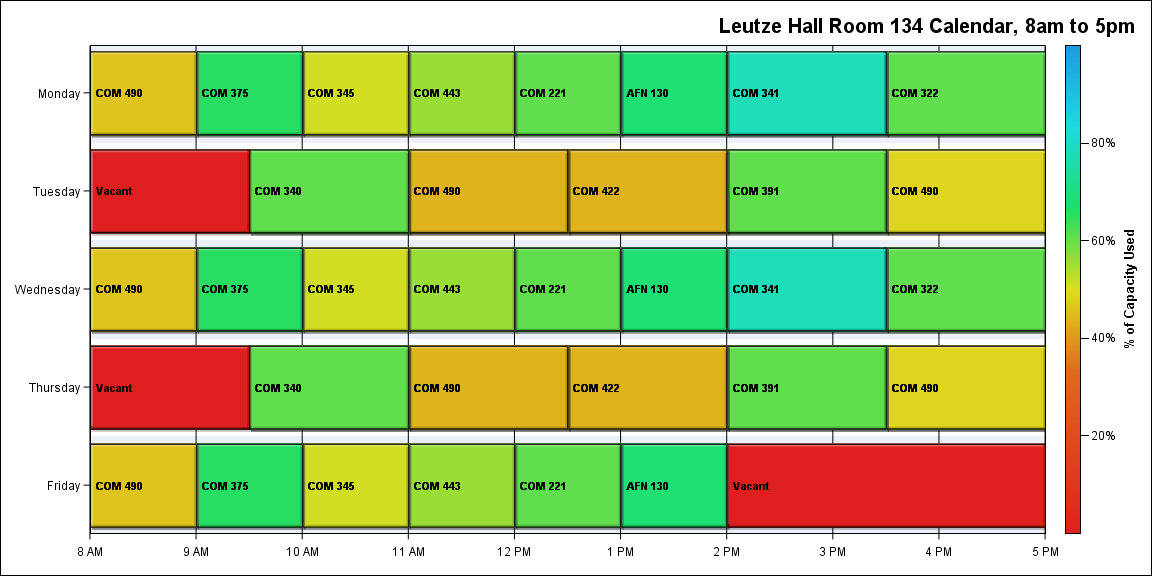 Leutze Hall Room 134 Calendar, 8am to 5pm
Monday
COM 490
COM 375
COM 345
COM 443
COM 221
AFN 130
COM 341
COM 322
Tuesday
Vacant
COM 340
COM 490
COM 422
COM 391
COM 490
Wednesday
COM 490
COM 375
COM 345
COM 443
COM 221
AFN 130
COM 341
COM 322
Thursday
Vacant
COM 340
COM 490
COM 422
COM 391
COM 490
Friday
COM 490
COM 375
COM 345
COM 443
COM 221
AFN 130
Vacant
8 AM
9 AM
10 AM
11 AM
12 PM
1 PM
2 PM
3 PM
4 PM
5 PM
80%
60%
40%
20%
% of Capacity Used